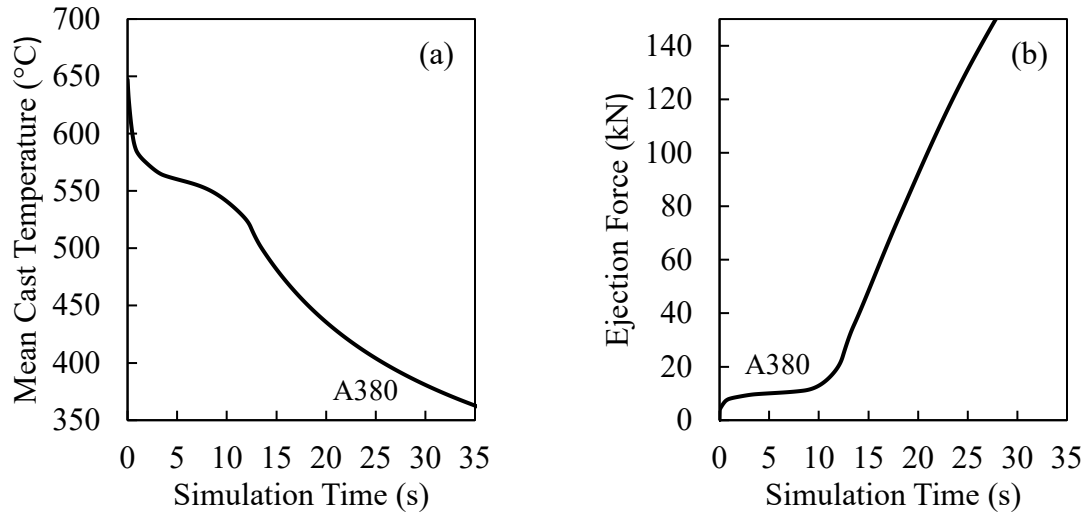 700
650
600
550
500
450
400
350
Mean Cast Temperature (°C)
(a)
A380
0 5 10 15 20 25 30 35
Simulation Time (s)
140
120
100
80
60
40
20
0
Ejection Force (kN)
(b)
A380
0 5 10 15 20 25 30 35
Simulation Time (s)